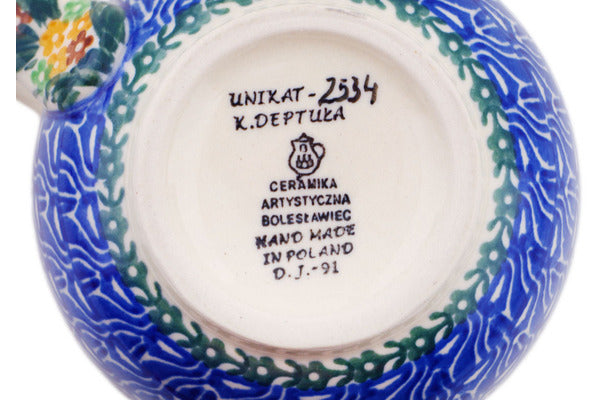 UNIKAT-2534
K.DEPTUŁA
CERAMIKA
ARTYSTYCZNA
BOLESŁAWIEC
HAND MADE
IN POLAND
D.J.-91